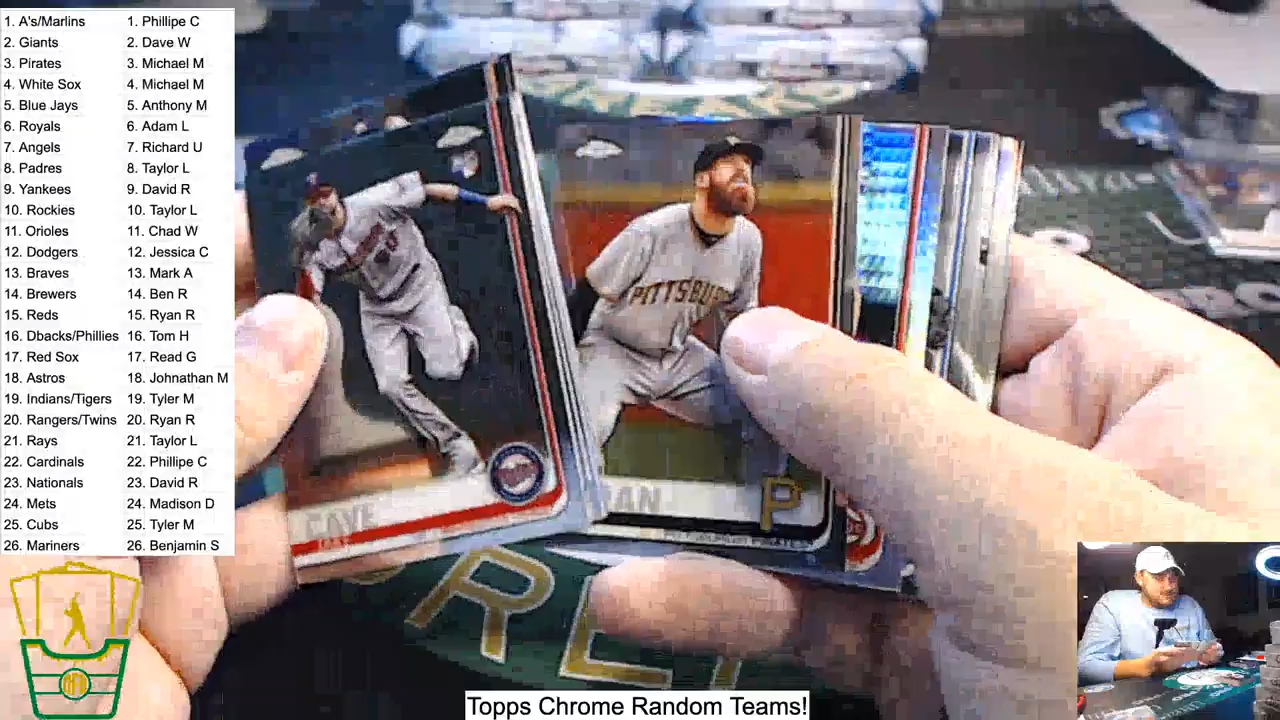 1. A's/Marlins 1. Phillipe C
2. Giants 2. Dave W
3. Pirates 3. Michael M
4. White Sox 4. Michael M
5. Blue Jays 5. Anthony M
6. Royals 6. Adam L
7. Angels 7. Richard U
8. Padres 8. Taylor L
9. Yankees 9. David R
10. Rockies 10. Taylor L
11. Orioles 11. Chad W
12. Dodgers 12. Jessica C
13. Braves 13. Mark A
14. Brewers 14. Ben R
15. Reds 15. Ryan R
16. Dbacks/Phillies 16. Tom H
17. Red Sox 17. Read G
18. Astros 18. Johnathan M
19. Indians/Tigers 19. Tyler M
20. Rangers/Twins 20. Ryan R
21. Rays 21. Taylor L
22. Cardinals 22. Phillipe C
23. Nationals 23. David R
24. Mets 24. Madison D
25. Cubs 25. Tyler M
26. Mariners 26. Benjamin S
PITTSBU
CAVE
P
Topps Chrome Random Teams!